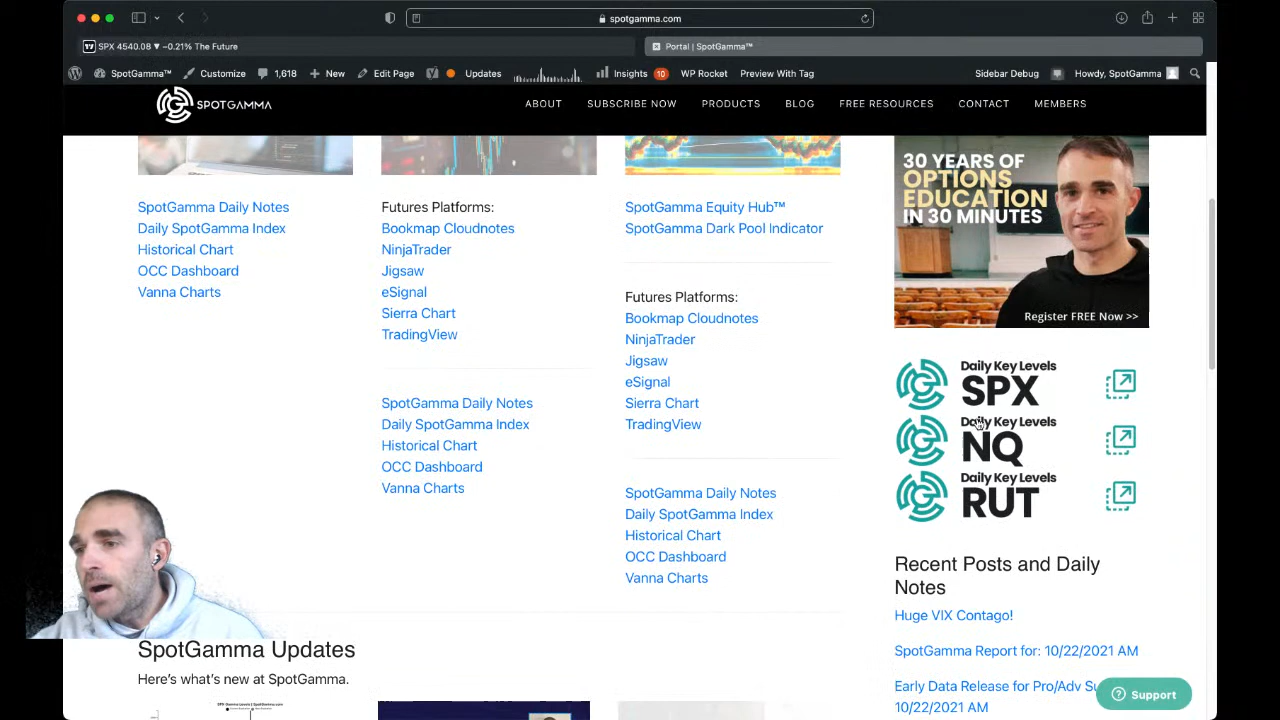 spotgamma.com
SPX 4540.08 ▼ −0.21% The Future
Portal | SpotGamma™
SpotGamma™ Customize 1,618 New Edit Page Updates Insights 10 WP Rocket Preview With Tag Sidebar Debug Howdy, SpotGamma
SPOTGAMMA ABOUT SUBSCRIBE NOW PRODUCTS BLOG FREE RESOURCES CONTACT MEMBERS
SpotGamma Daily Notes
Daily SpotGamma Index
Historical Chart
OCC Dashboard
Vanna Charts
Futures Platforms:
Bookmap Cloudnotes
NinjaTrader
Jigsaw
eSignal
Sierra Chart
TradingView
SpotGamma Daily Notes
Daily SpotGamma Index
Historical Chart
OCC Dashboard
Vanna Charts
SpotGamma Equity Hub™
SpotGamma Dark Pool Indicator
Futures Platforms:
Bookmap Cloudnotes
NinjaTrader
Jigsaw
eSignal
Sierra Chart
TradingView
SpotGamma Daily Notes
Daily SpotGamma Index
Historical Chart
OCC Dashboard
Vanna Charts
30 YEARS OF
OPTIONS
EDUCATION
IN 30 MINUTES
Register FREE Now >>
Daily Key Levels
SPX
Daily Key Levels
NQ
Daily Key Levels
RUT
Recent Posts and Daily
Notes
Huge VIX Contago!
SpotGamma Report for: 10/22/2021 AM
Early Data Release for Pro/Adv
10/22/2021 AM
Support
SpotGamma Updates
Here's what's new at SpotGamma.